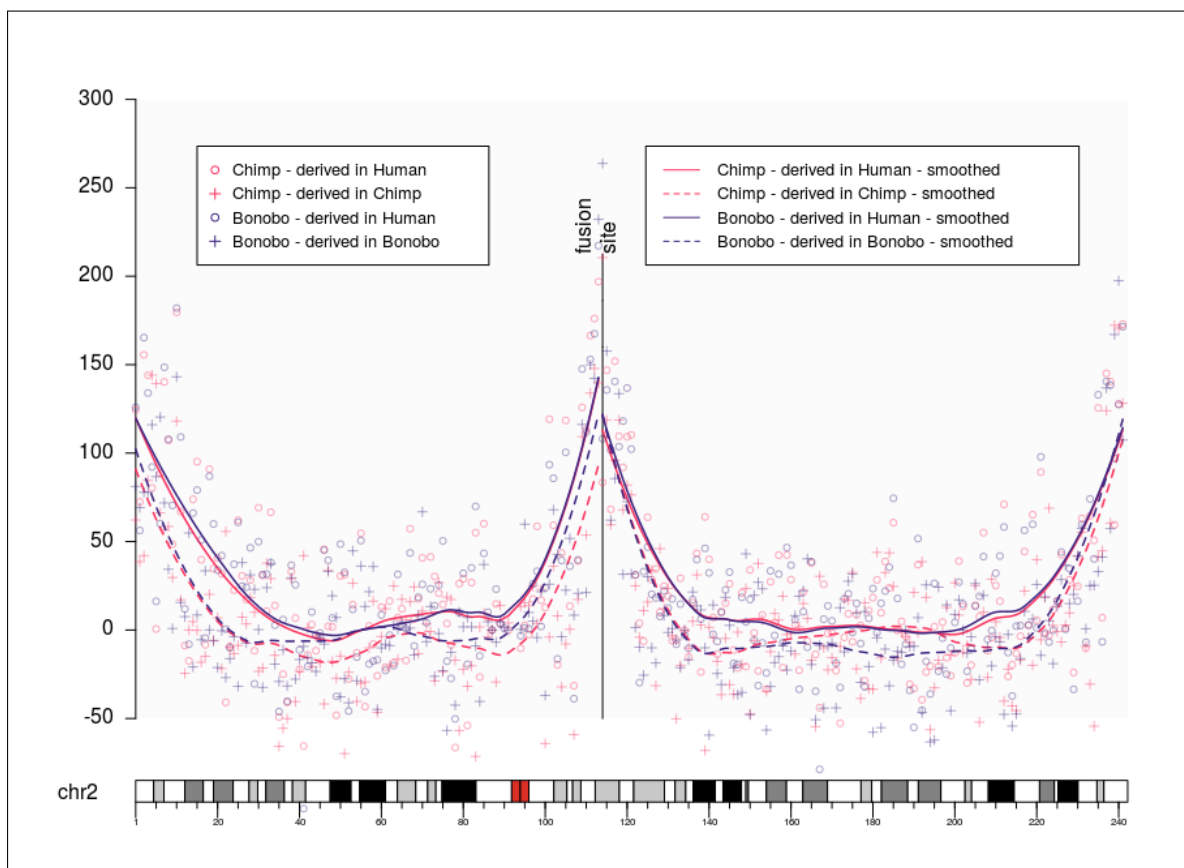 300
250
200
150
100
50
0
-50
Chimp - derived in Human
Chimp - derived in Chimp
Bonobo - derived in Human
Bonobo - derived in Bonobo
fusion
site
Chimp - derived in Human - smoothed
Chimp - derived in Chimp - smoothed
Bonobo - derived in Human - smoothed
Bonobo - derived in Bonobo - smoothed
chr2
1 20 40 60 80 100 120 140 160 180 200 220 240